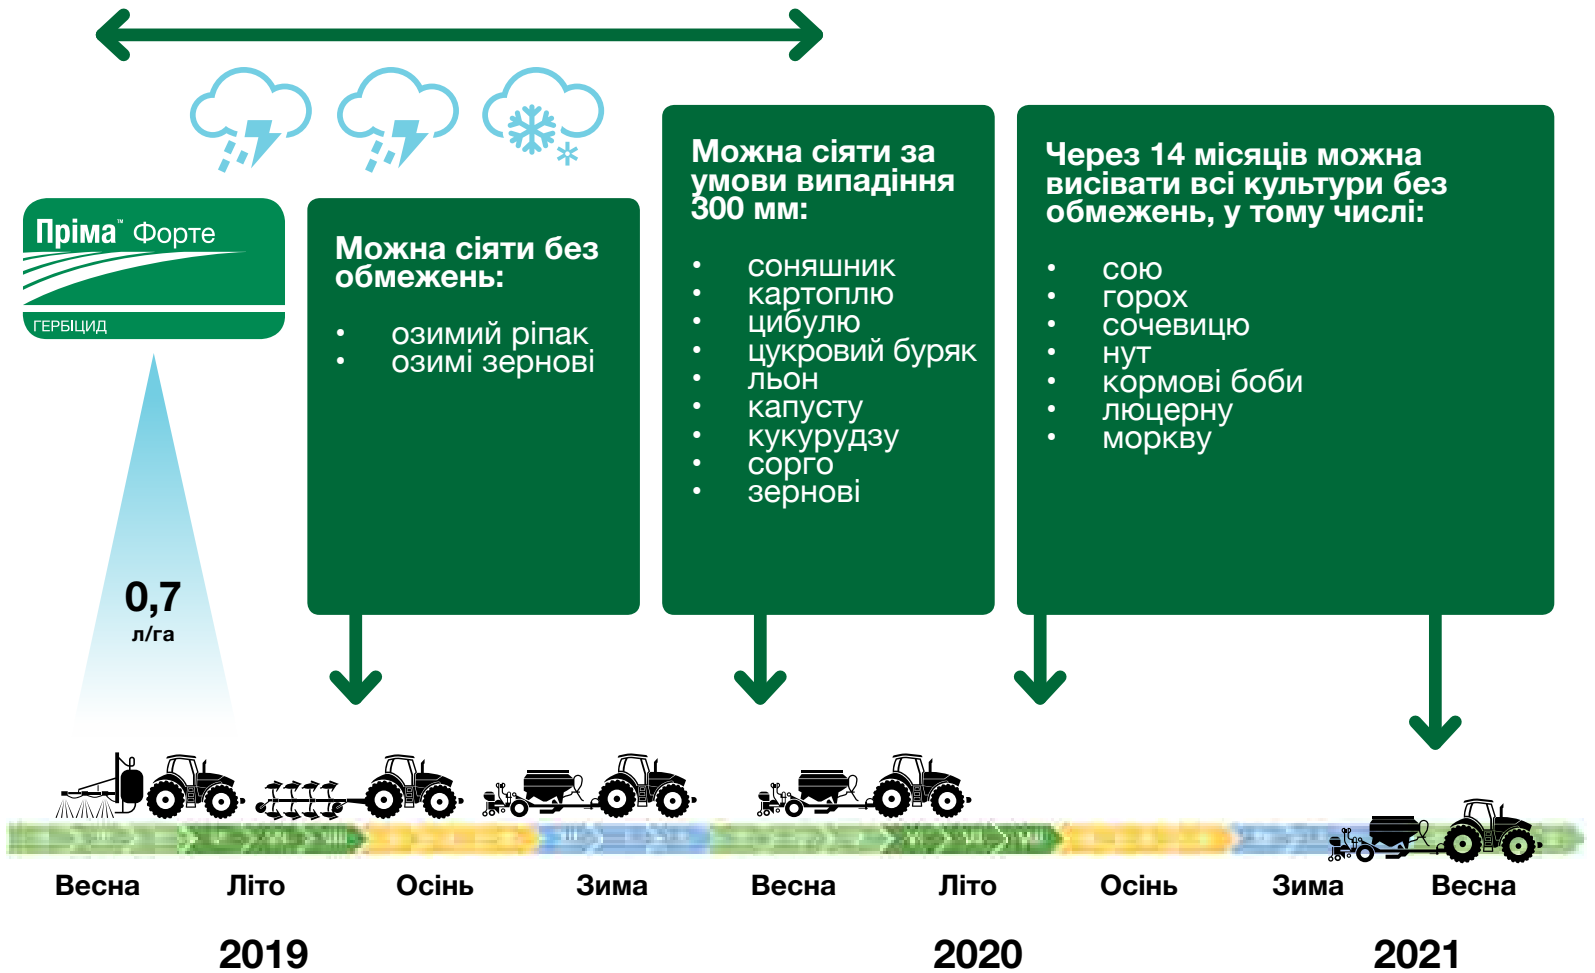 Пріма™ Форте
ГЕРБІЦИД
0,7
л/га
Можна сіяти без
обмежень:
• озимий ріпак
• озимі зернові
Можна сіяти за
умови випадіння
300 мм:
• соняшник
• картоплю
• цибулю
• цукровий буряк
• льон
• капусту
• кукурудзу
• сорго
• зернові
Через 14 місяців можна
висівати всі культури без
обмежень, у тому числі:
• сою
• горох
• сочевицю
• нут
• кормові боби
• люцерну
• моркву
Весна Літо Осінь Зима Весна Літо Осінь Зима Весна
2019 2020 2021